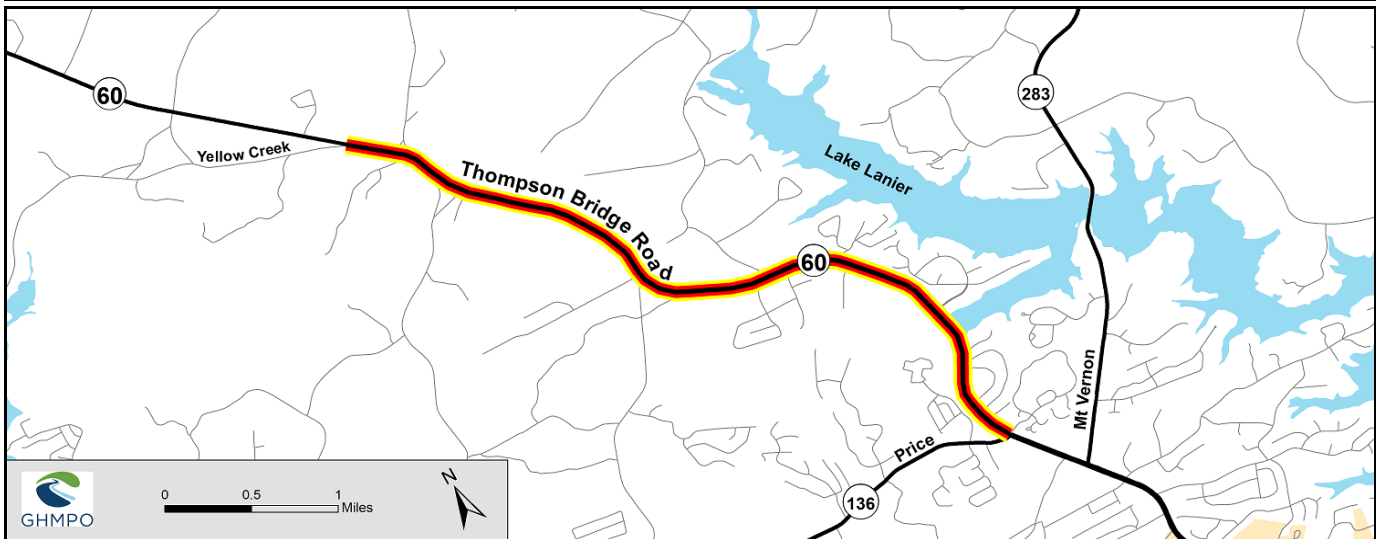 60
283
Yellow Creek
Thompson Bridge Road
Lake Lanier
60
Mt Vernon
Price
136
GHMPO
0 0.5 1
Miles
N